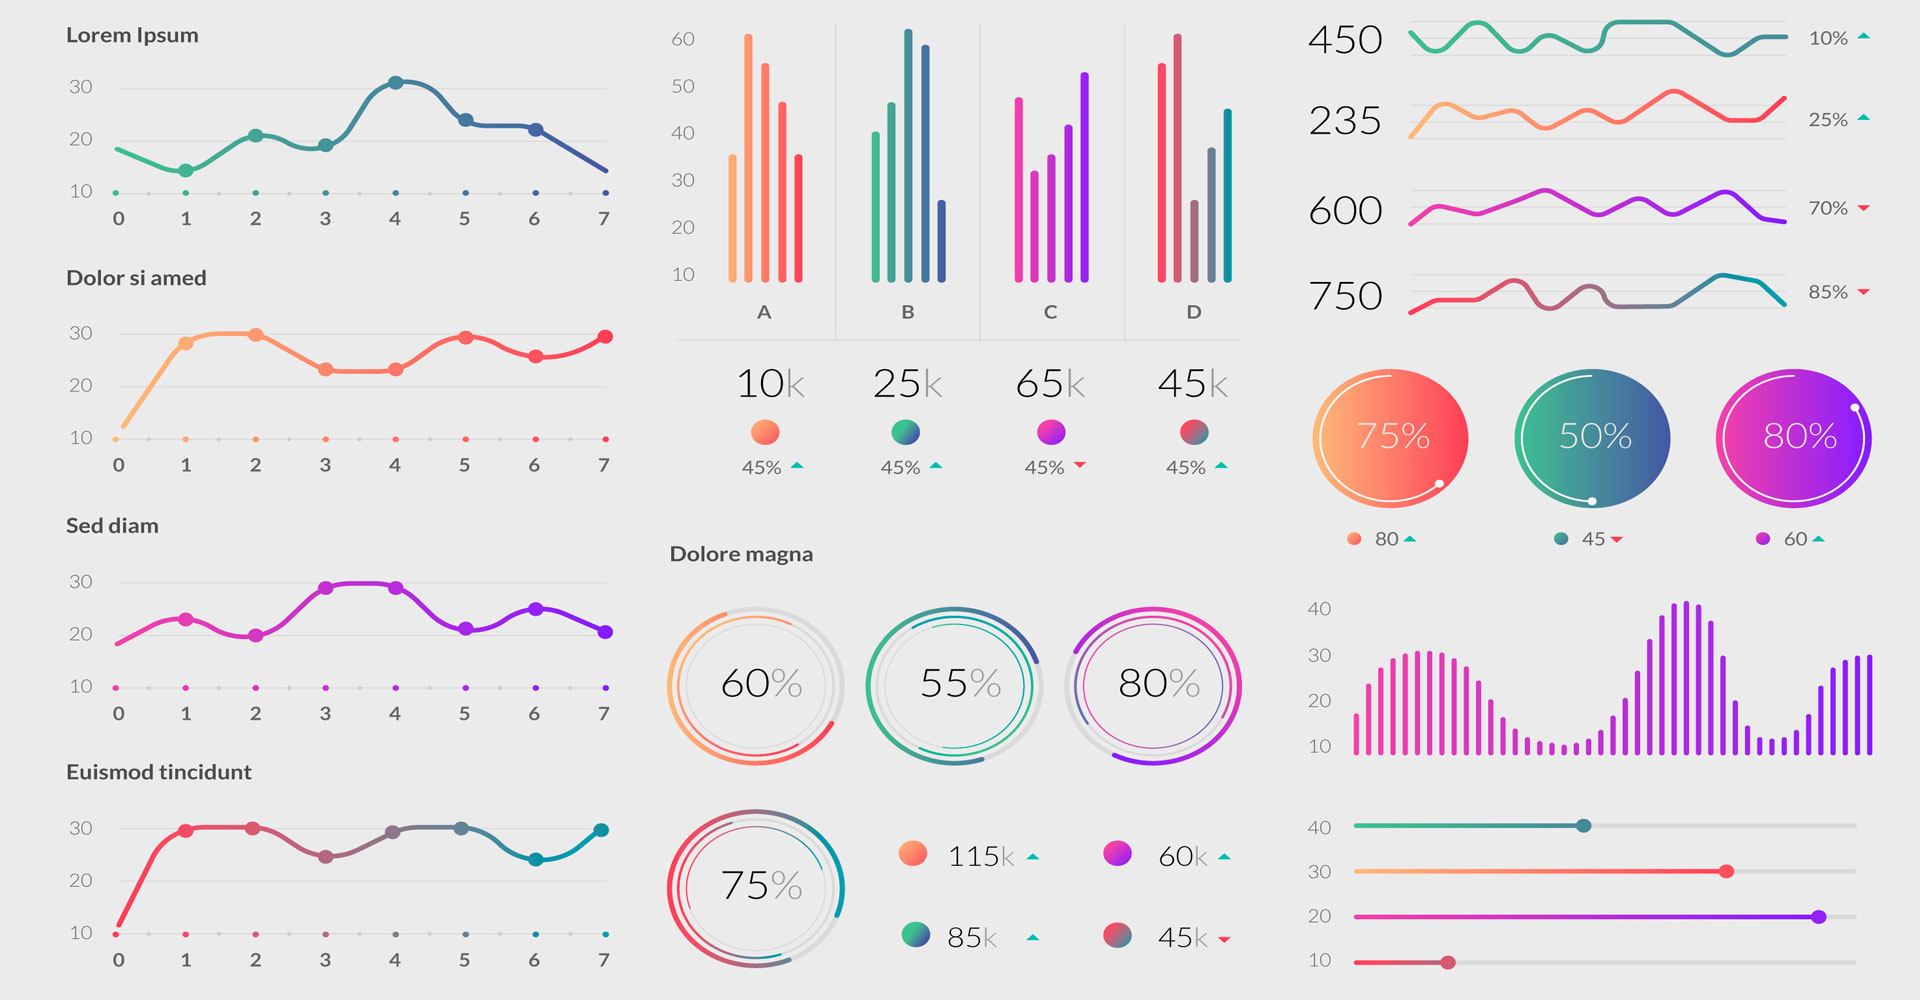 Lorem Ipsum
30
20
10
0 1 2 3 4 5 6 7
Dolor si amed
30
20
10
0 1 2 3 4 5 6 7
Sed diam
30
20
10
0 1 2 3 4 5 6 7
Euismod tincidunt
30
20
10
0 1 2 3 4 5 6 7
60
50
40
30
20
10
A B C D
10k 25k 65k 45k
45% 45% 45% 45%
Dolore magna
60% 55% 80%
75%
115k 60k
85k 45k
450 10%
235 25%
600 70%
750 85%
75% 50% 80%
80 45 60
40
30
20
10
40
30
20
10